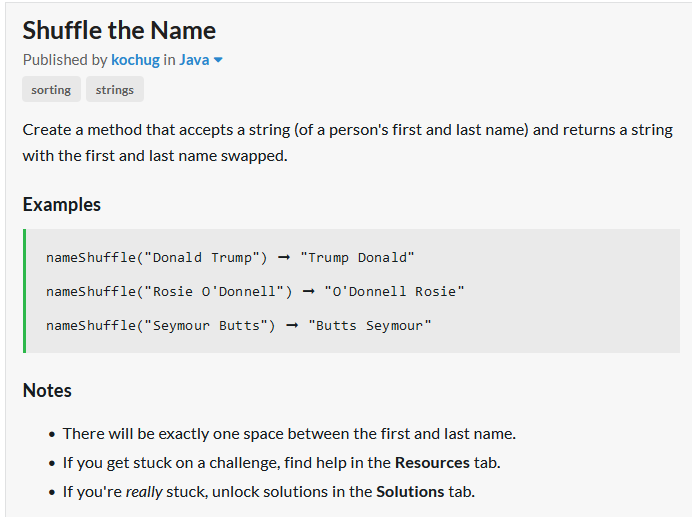 Shuffle the Name
Published by kochug in Java
sorting strings
Create a method that accepts a string (of a person's first and last name) and returns a string
with the first and last name swapped.
Examples
nameShuffle("Donald Trump") ➞ "Trump Donald"
nameShuffle("Rosie O'Donnell") ➞ "O'Donnell Rosie"
nameShuffle("Seymour Butts") ➞ "Butts Seymour"
Notes
• There will be exactly one space between the first and last name.
• If you get stuck on a challenge, find help in the Resources tab.
• If you're really stuck, unlock solutions in the Solutions tab.